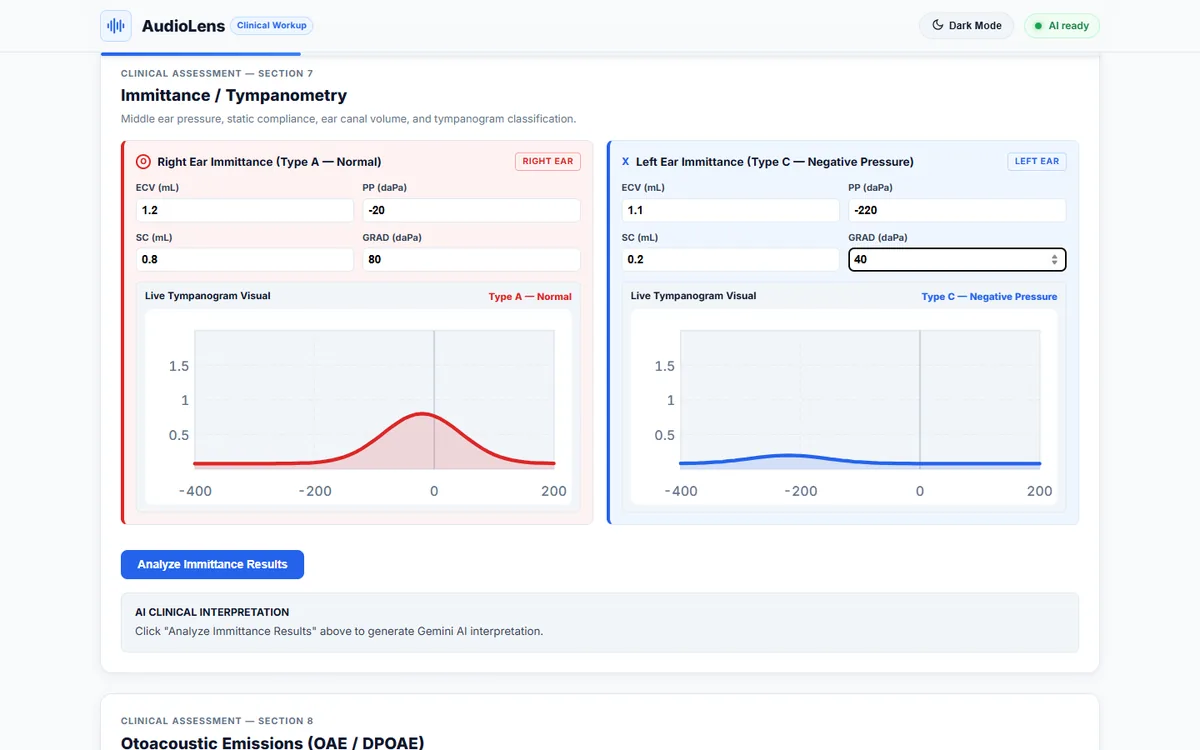 AudioLens Clinical Workup Dark Mode AI ready
CLINICAL ASSESSMENT — SECTION 7
Immittance / Tympanometry
Middle ear pressure, static compliance, ear canal volume, and tympanogram classification.
Right Ear Immittance (Type A — Normal) RIGHT EAR
ECV (mL) PP (daPa)
1.2 -20
SC (mL) GRAD (daPa)
0.8 80
Live Tympanogram Visual Type A — Normal
1.5
1
0.5
-400 -200 0 200
X Left Ear Immittance (Type C — Negative Pressure) LEFT EAR
ECV (mL) PP (daPa)
1.1 -220
SC (mL) GRAD (daPa)
0.2 40
Live Tympanogram Visual Type C — Negative Pressure
1.5
1
0.5
-400 -200 0 200
Analyze Immittance Results
AI CLINICAL INTERPRETATION
Click "Analyze Immittance Results" above to generate Gemini AI interpretation.
CLINICAL ASSESSMENT — SECTION 8
Otoacoustic Emissions (OAE / DPOAE)